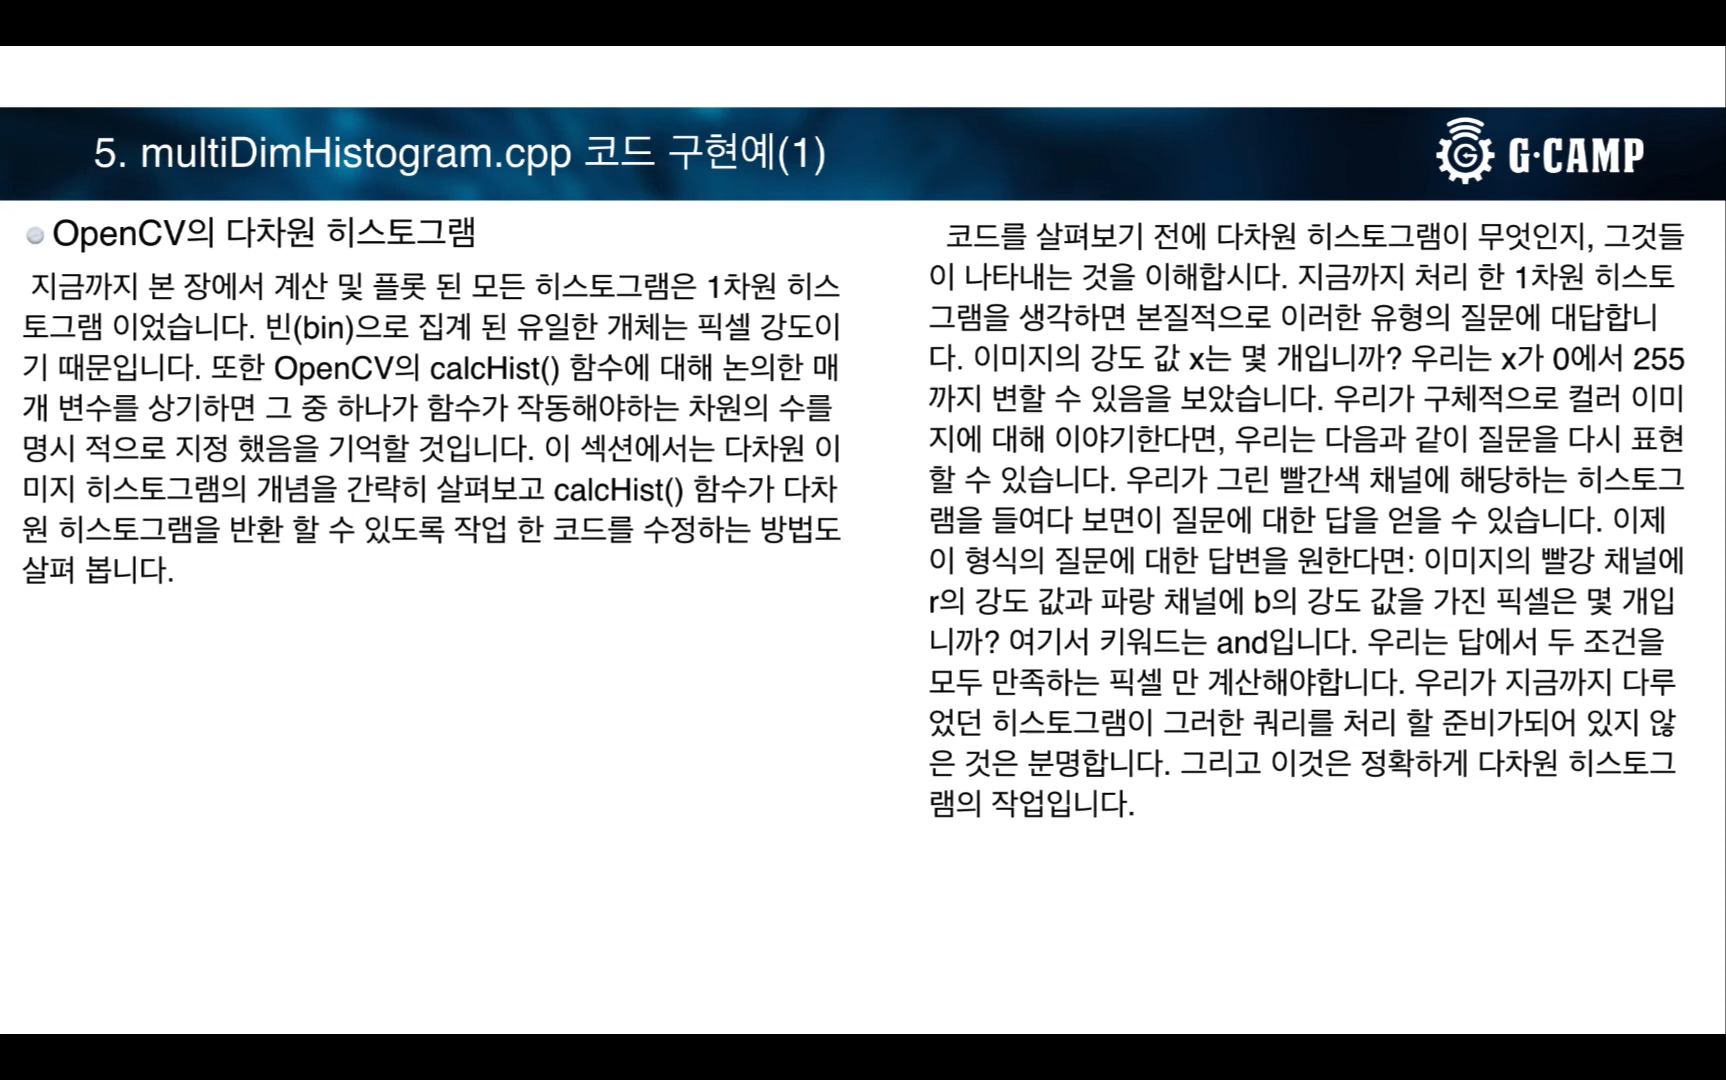 5. multiDimHistogram.cpp 코드 구현예(1)
G·CAMP
OpenCV의 다차원 히스토그램
지금까지 본 장에서 계산 및 플롯 된 모든 히스토그램은 1차원 히스
토그램 이었습니다. 빈(bin)으로 집계 된 유일한 개체는 픽셀 강도이
기 때문입니다. 또한 OpenCV의 calcHist() 함수에 대해 논의한 매
개 변수를 상기하면 그 중 하나가 함수가 작동해야하는 차원의 수를
명시 적으로 지정 했음을 기억할 것입니다. 이 섹션에서는 다차원 이
미지 히스토그램의 개념을 간략히 살펴보고 calcHist() 함수가 다차
원 히스토그램을 반환 할 수 있도록 작업 한 코드를 수정하는 방법도
살펴 봅니다.
코드를 살펴보기 전에 다차원 히스토그램이 무엇인지, 그것들
이 나타내는 것을 이해합시다. 지금까지 처리 한 1차원 히스토
그램을 생각하면 본질적으로 이러한 유형의 질문에 대답합니
다. 이미지의 강도 값 x는 몇 개입니까? 우리는 x가 0에서 255
까지 변할 수 있음을 보았습니다. 우리가 구체적으로 컬러 이미
지에 대해 이야기한다면, 우리는 다음과 같이 질문을 다시 표현
할 수 있습니다. 우리가 그린 빨간색 채널에 해당하는 히스토그
램을 들여다 보면이 질문에 대한 답을 얻을 수 있습니다. 이제
이 형식의 질문에 대한 답변을 원한다면: 이미지의 빨강 채널에
r의 강도 값과 파랑 채널에 b의 강도 값을 가진 픽셀은 몇 개입
니까? 여기서 키워드는 and입니다. 우리는 답에서 두 조건을
모두 만족하는 픽셀 만 계산해야합니다. 우리가 지금까지 다루
었던 히스토그램이 그러한 쿼리를 처리 할 준비가되어 있지 않
은 것은 분명합니다. 그리고 이것은 정확하게 다차원 히스토그
램의 작업입니다.